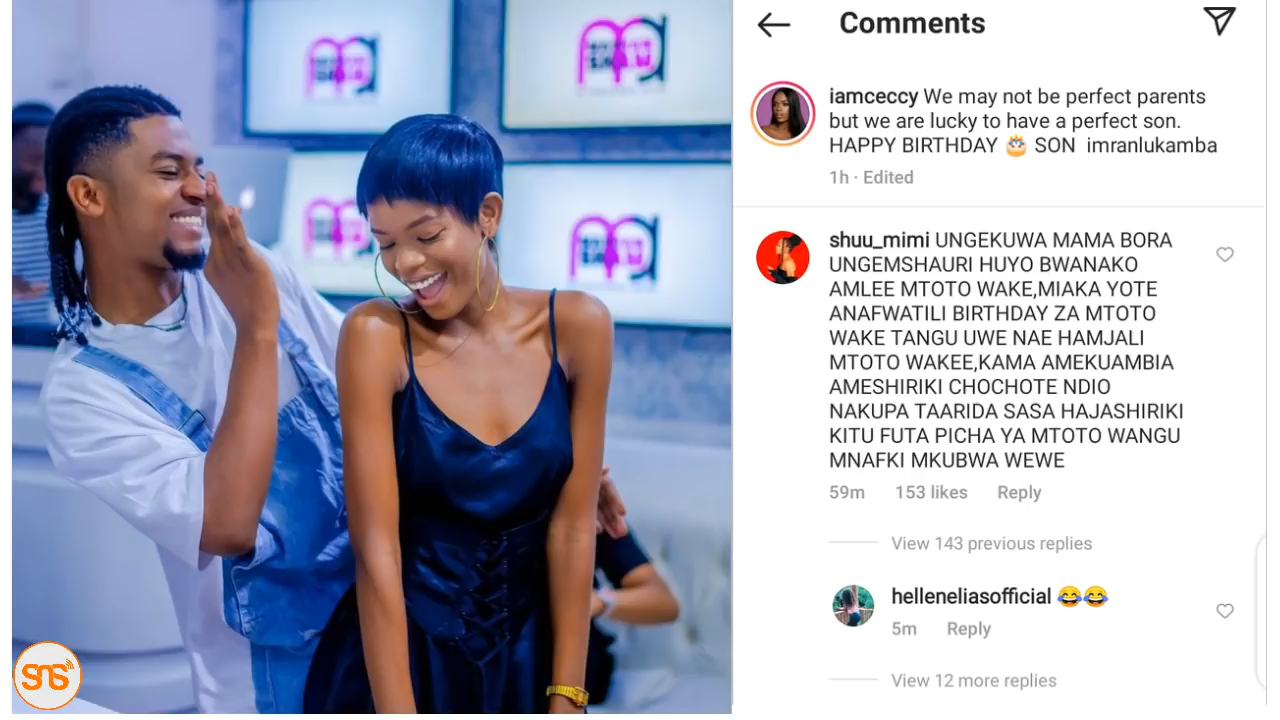 Comments
iamceccy We may not be perfect parents
but we are lucky to have a perfect son.
HAPPY BIRTHDAY 🎂 SON imranlukamba
1h · Edited
shuu_mimi UNGEKUWA MAMA BORA
UNGEMSHAURI HUYO BWANAKO
AMLEE MTOTO WAKE,MIAKA YOTE
ANAFWATILI BIRTHDAY ZA MTOTO
WAKE TANGU UWE NAE HAMJALI
MTOTO WAKEE,KAMA AMEKUAMBIA
AMESHIRIKI CHOCHOTE NDIO
NAKUPA TAARIDA SASA HAJASHIRIKI
KITU FUTA PICHA YA MTOTO WANGU
MNAFKI MKUBWA WEWE
59m 153 likes Reply
View 143 previous replies
helleneliasofficial 😂😂
5m Reply
View 12 more replies
SNS